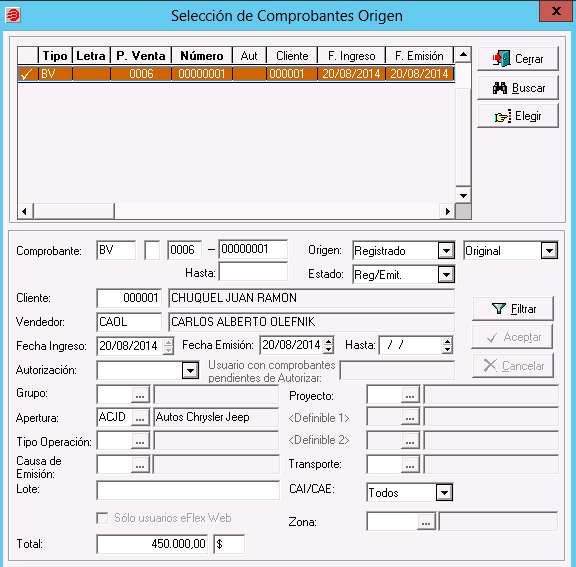 Selección de Comprobantes Origen
x
Tipo Letra P. Venta Número Aut Cliente F. Ingreso F. Emisión
BV 0006 00000001 000001 20/08/2014 20/08/2014
Cerrar
Buscar
Elegir
Comprobante: BV 0006 – 00000001 Origen: Registrado Original
Hasta: Estado: Reg/Emit.
Cliente: 000001 CHUQUEL JUAN RAMON
Vendedor: CAOL CARLOS ALBERTO OLEFNIK
Filtrar
Fecha Ingreso: 20/08/2014 Fecha Emisión: 20/08/2014 Hasta: / /
Aceptar
Autorización: Usuario con comprobantes
pendientes de Autorizar:
Cancelar
Grupo: ... Proyecto: ...
Apertura: ACJD ... Autos Chrysler Jeep <Definible 1> ...
Tipo Operación: ... <Definible 2> ...
Causa de
Emisión: ... Transporte: ...
Lote: CAI/CAE: Todos
Sólo usuarios eFlex Web Zona: ...
Total: 450.000,00 $